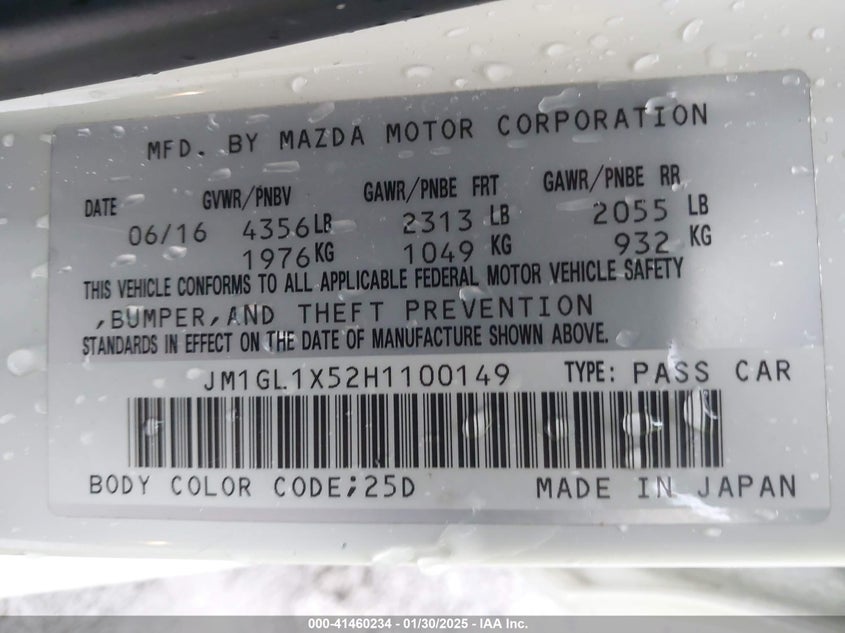 MFD. BY MAZDA MOTOR CORPORATION
DATE GVWR/PNBV GAWR/PNBE FRT GAWR/PNBE RR
06/16 4356LB 2313 LB 2055 LB
1976KG 1049 KG 932 KG
THIS VEHICLE CONFORMS TO ALL APPLICABLE FEDERAL MOTOR VEHICLE SAFETY
,BUMPER,AND THEFT PREVENTION
STANDARDS IN EFFECT ON THE DATE OF MANUFACTURE SHOWN ABOVE.
JM1GL1X52H1100149 TYPE: PASS CAR
BODY COLOR CODE;25D MADE IN JAPAN
000-41460234 - 01/30/2025 - IAA Inc.